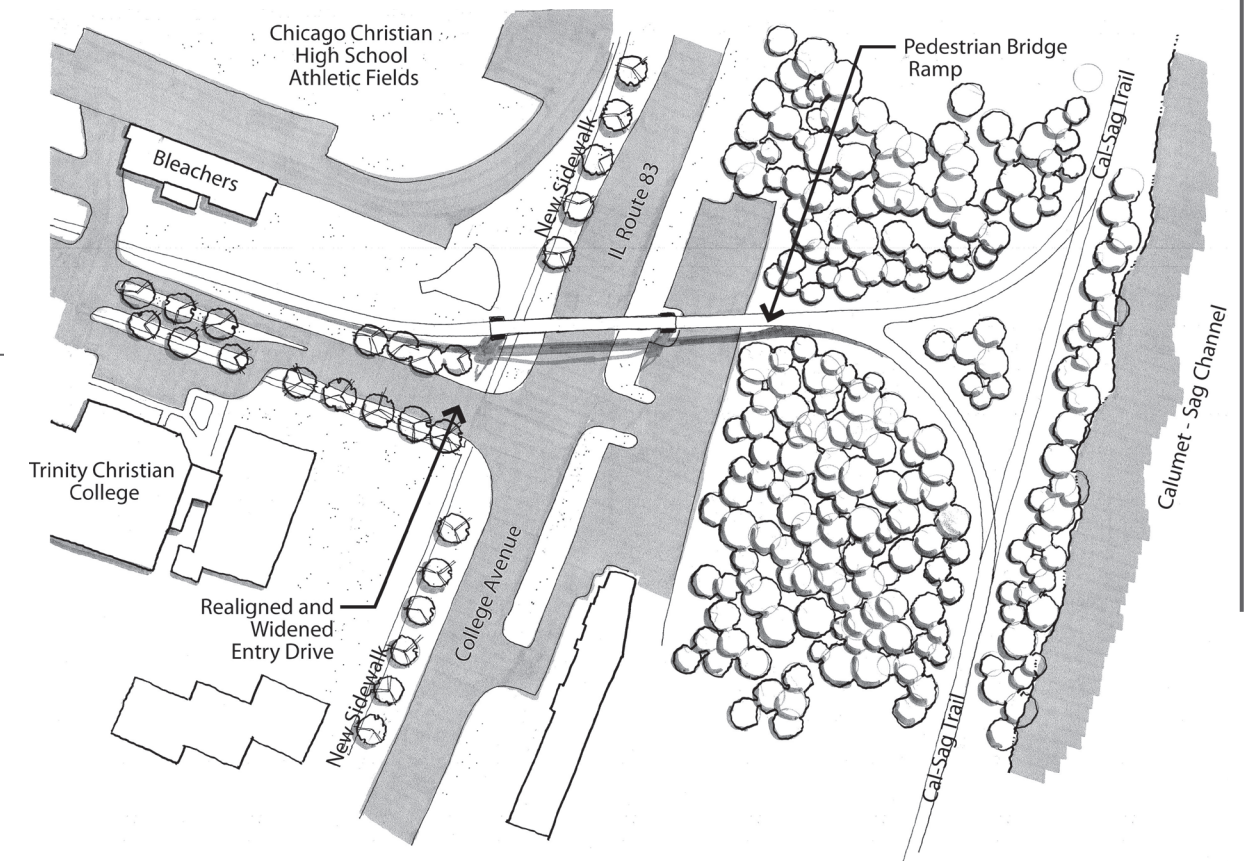 Chicago Christian
High School
Athletic Fields
Pedestrian Bridge
Ramp
Cal-Sag Trail
New Sidewalk
Bleachers
IL Route 83
Calumet - Sag Channel
Trinity Christian
College
Realigned and
Widened
Entry Drive
College Avenue
New Sidewalk
Cal-Sag Trail